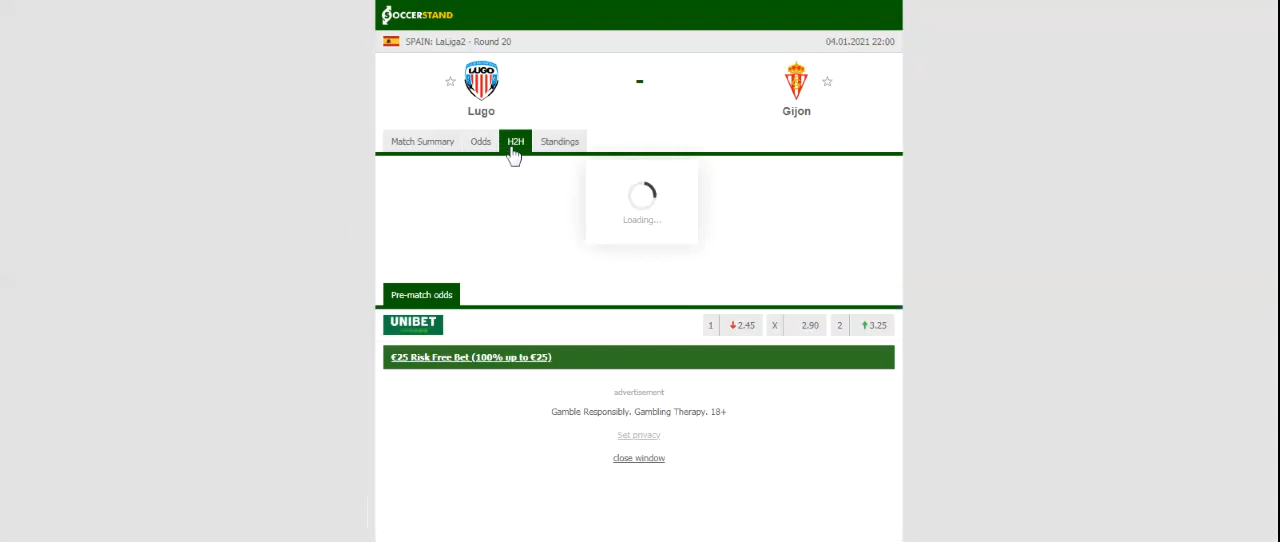 SOCCERSTAND
SPAIN: LaLiga2 - Round 20 04.01.2021 22:00
LUGO
Lugo - Gijon
Match Summary Odds H2H Standings
Loading...
Pre-match odds
UNIBET 1 2.45 X 2.90 2 3.25
€25 Risk Free Bet (100% up to €25)
advertisement
Gamble Responsibly. Gambling Therapy. 18+
Set privacy
close window